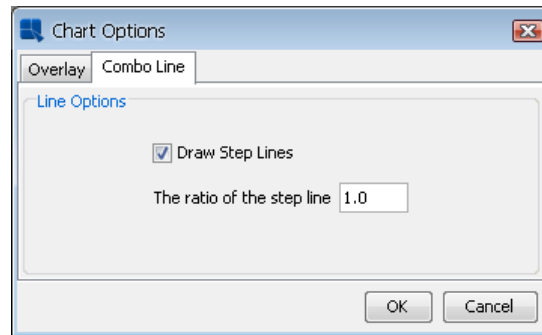 Chart Options
Overlay Combo Line
Line Options
Draw Step Lines
The ratio of the step line 1.0
OK Cancel